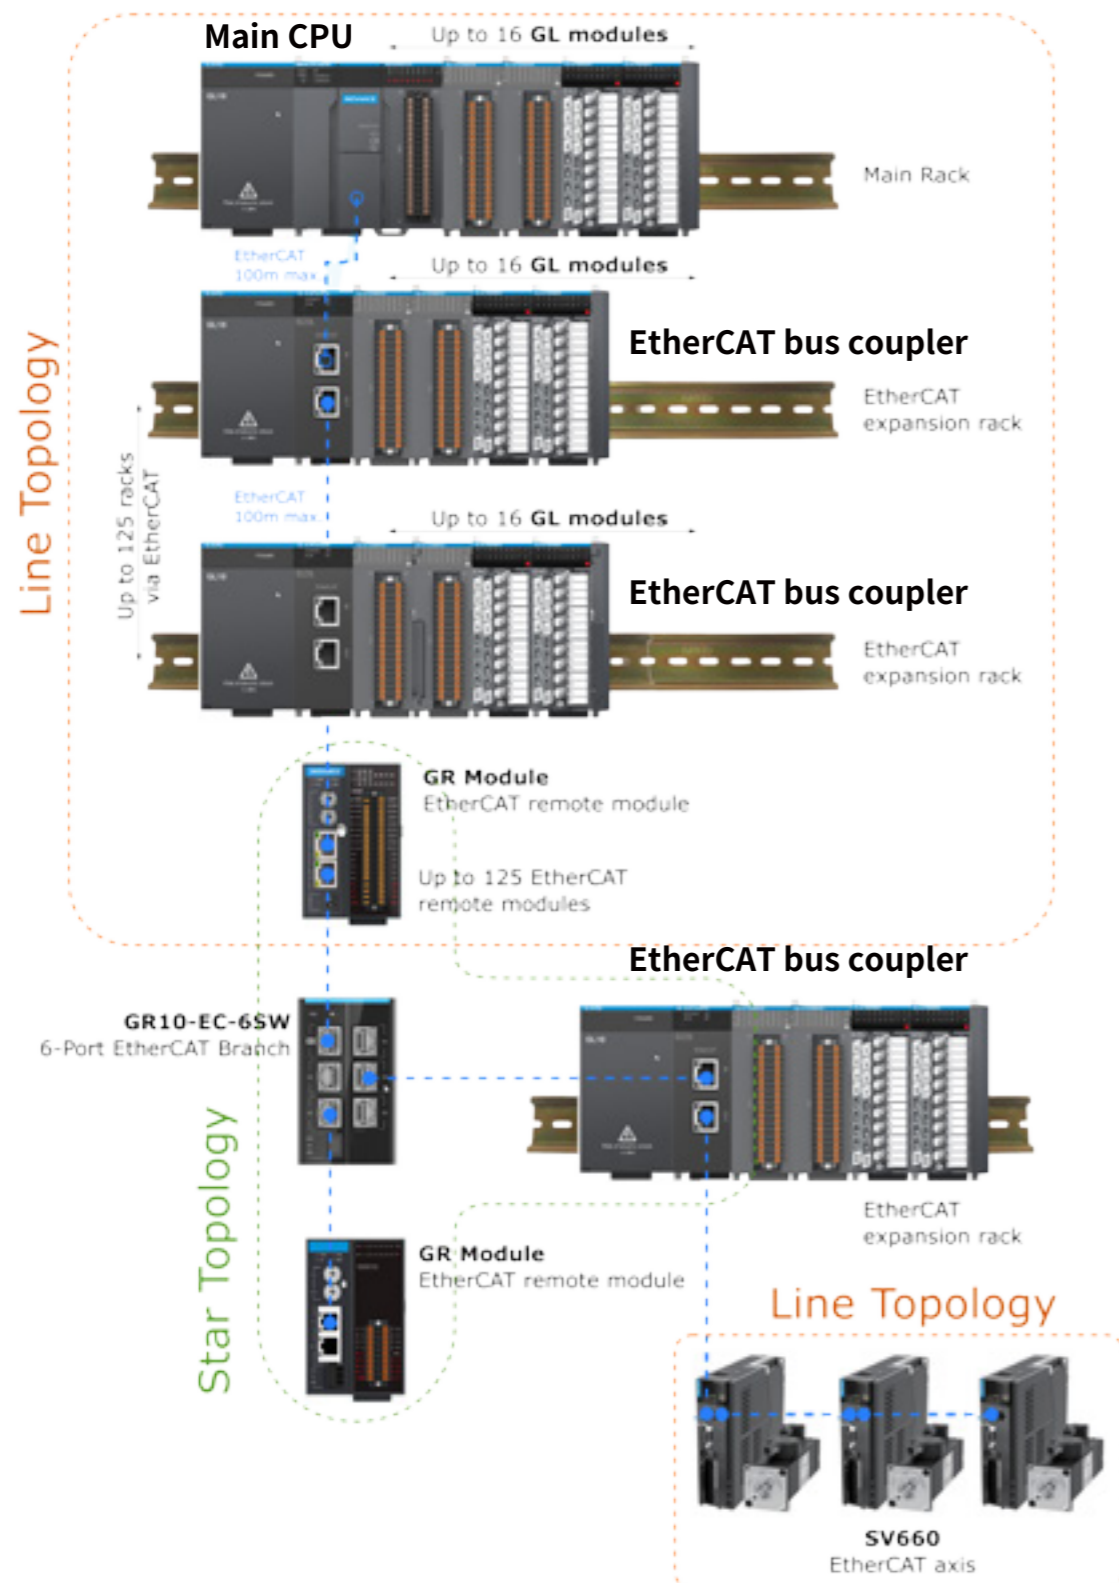 Main CPU
Up to 16 GL modules
Main Rack
EtherCAT
100m max.
Up to 16 GL modules
EtherCAT bus coupler
EtherCAT
expansion rack
Line Topology
Up to 125 racks
via EtherCAT
EtherCAT
100m max.
Up to 16 GL modules
EtherCAT bus coupler
EtherCAT
expansion rack
GR Module
EtherCAT remote module
Up to 125 EtherCAT
remote modules
EtherCAT bus coupler
GR10-EC-6SW
6-Port EtherCAT Branch
Star Topology
EtherCAT
expansion rack
GR Module
EtherCAT remote module
Line Topology
SV660
EtherCAT axis